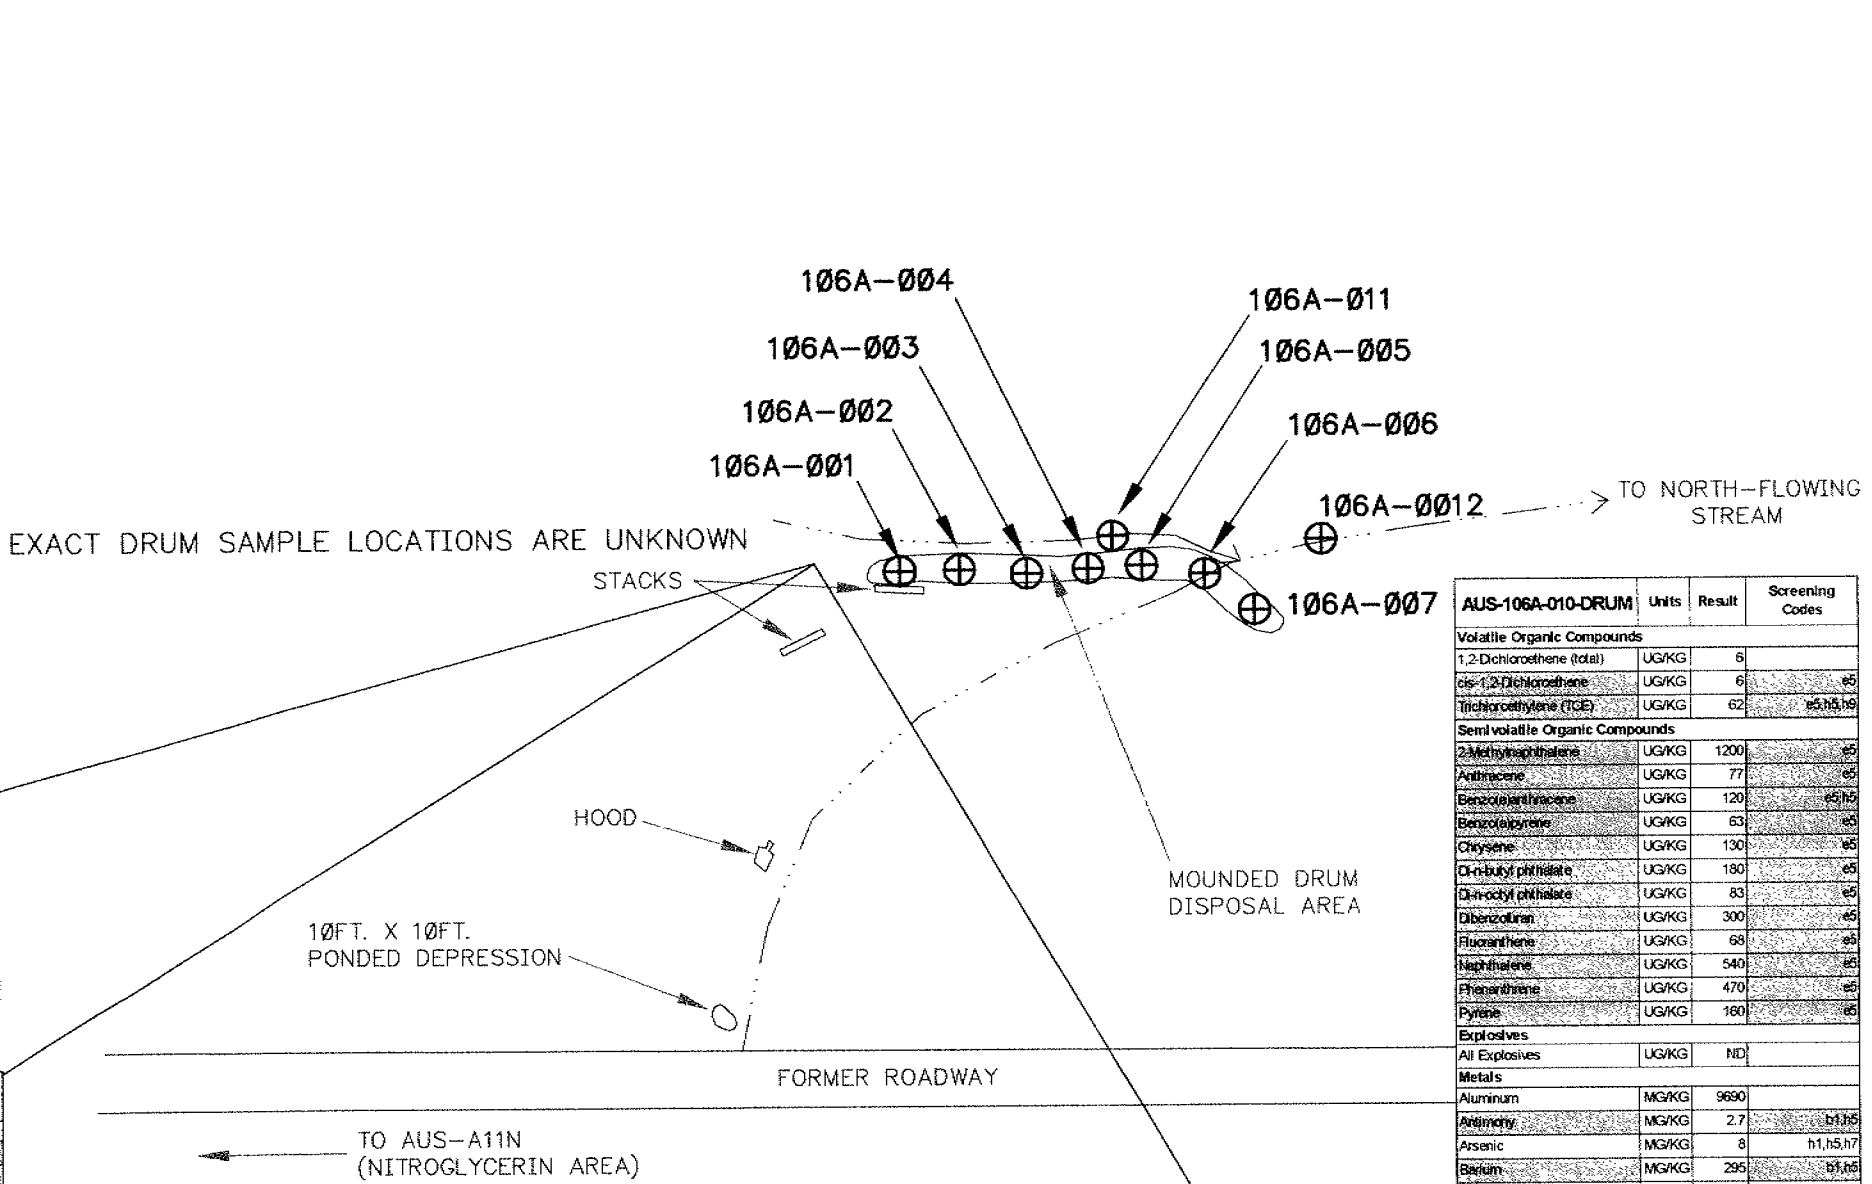 106A-004
106A-011
106A-003
106A-005
106A-002
106A-006
106A-001
106A-0012
TO NORTH-FLOWING
STREAM
EXACT DRUM SAMPLE LOCATIONS ARE UNKNOWN
STACKS
106A-007
HOOD
MOUNDED DRUM
DISPOSAL AREA
10FT. X 10FT.
PONDED DEPRESSION
FORMER ROADWAY
TO AUS-A11N
(NITROGLYCERIN AREA)
AUS-106A-010-DRUM Units Result Screening Codes
Volatile Organic Compounds
1,2-Dichloroethene (total) UG/KG 6
cis-1,2-Dichloroethene UG/KG 6 e5
Trichloroethylene (TCE) UG/KG 62 e5,h5,h9
Semivolatile Organic Compounds
2-Methylnaphthalene UG/KG 1200 e5
Anthracene UG/KG 77 e5
Benzo(a)anthracene UG/KG 120 e5,h5
Benzo(a)pyrene UG/KG 63 e5
Chrysene UG/KG 130 e5
Di-n-butyl phthalate UG/KG 180 e5
Di-n-octyl phthalate UG/KG 83 e5
Dibenzofuran UG/KG 300 e5
Fluoranthene UG/KG 68 e5
Naphthalene UG/KG 540 e5
Phenanthrene UG/KG 470 e5
Pyrene UG/KG 160 e5
Explosives
All Explosives UG/KG ND
Metals
Aluminum MG/KG 9690
Antimony MG/KG 2.7
Arsenic MG/KG 8 h1,h5,h7
Barium MG/KG 295